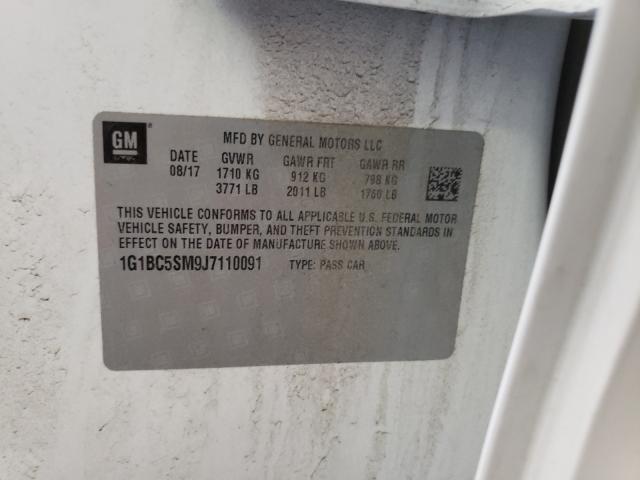 GM ®
MFD BY GENERAL MOTORS LLC
DATE GVWR GAWR FRT GAWR RR
08/17 1710 KG 912 KG 798 KG
3771 LB 2011 LB 1760 LB
THIS VEHICLE CONFORMS TO ALL APPLICABLE U.S. FEDERAL MOTOR
VEHICLE SAFETY, BUMPER, AND THEFT PREVENTION STANDARDS IN
EFFECT ON THE DATE OF MANUFACTURE SHOWN ABOVE.
1G1BC5SM9J7110091 TYPE: PASS CAR